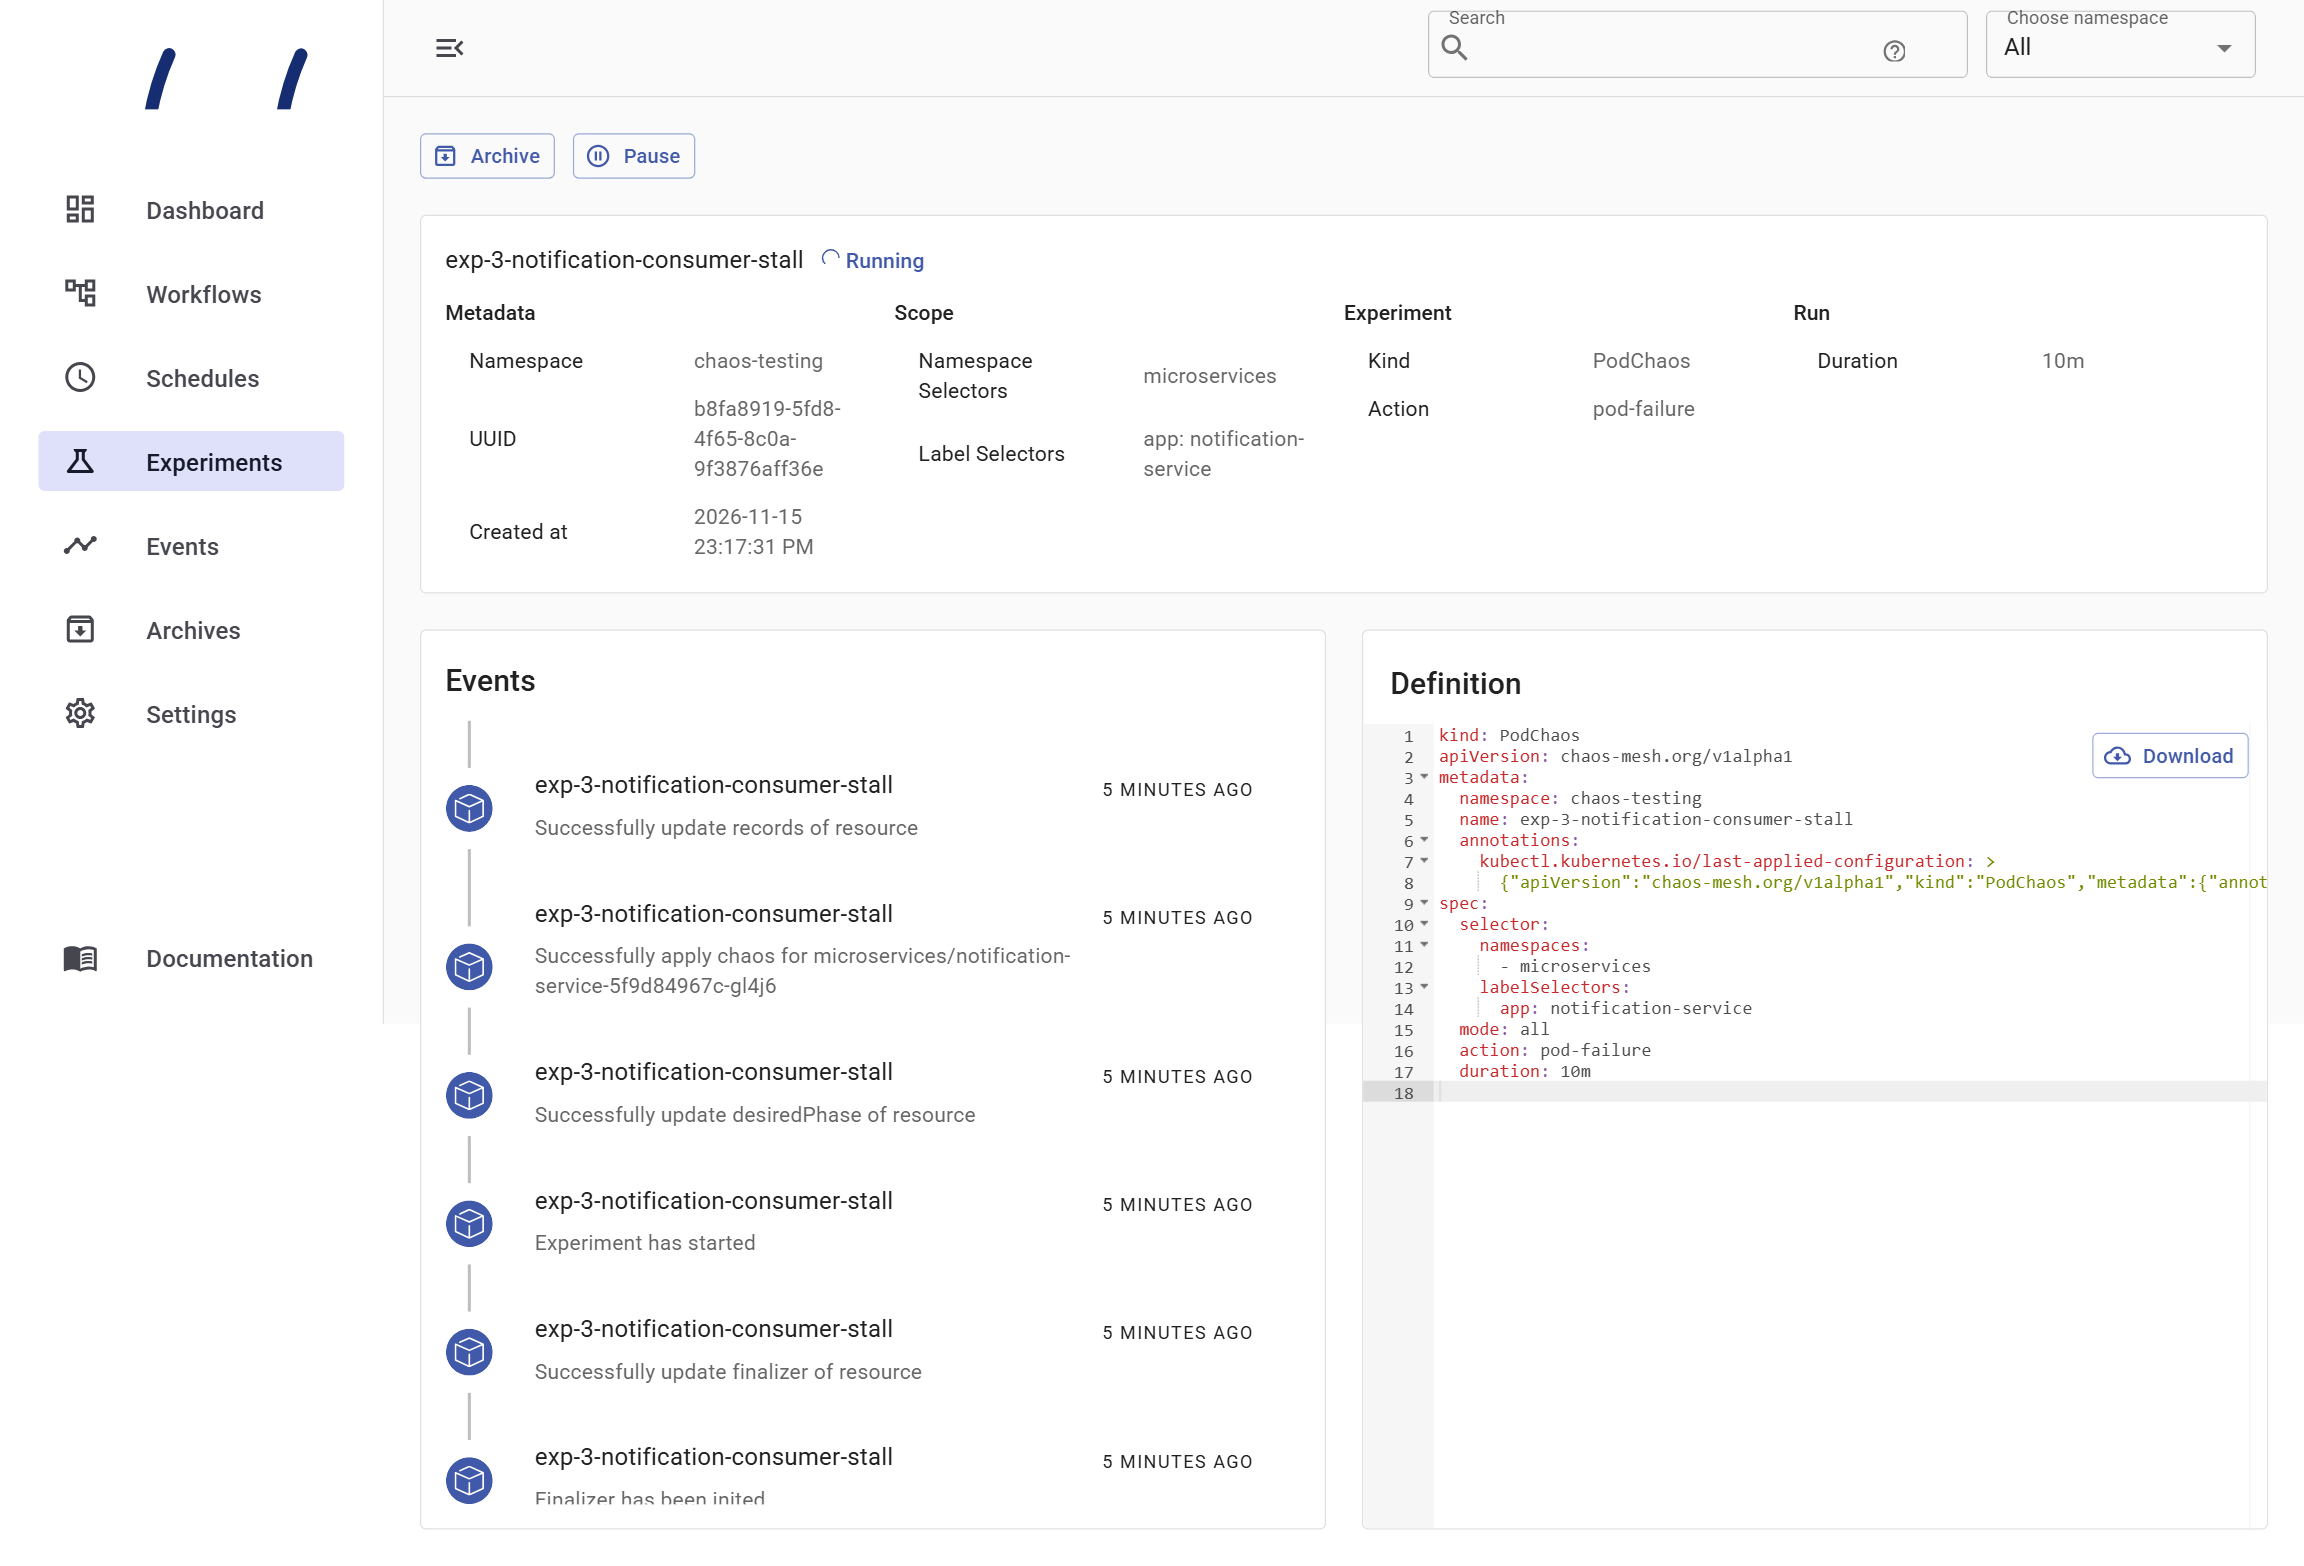 Search
Choose namespace
All
Archive
Pause
Dashboard
Workflows
Schedules
Experiments
Events
Archives
Settings
Documentation
exp-3-notification-consumer-stall
Running
Metadata
Namespace
chaos-testing
UUID
b8fa8919-5fd8-
4f65-8c0a-
9f3876aff36e
Created at
2026-11-15
23:17:31 PM
Scope
Namespace
Selectors
microservices
Label Selectors
app: notification-
service
Experiment
Kind
PodChaos
Action
pod-failure
Run
Duration
10m
Events
exp-3-notification-consumer-stall
5 MINUTES AGO
Successfully update records of resource
exp-3-notification-consumer-stall
5 MINUTES AGO
Successfully apply chaos for microservices/notification-
service-5f9d84967c-gl4j6
exp-3-notification-consumer-stall
5 MINUTES AGO
Successfully update desiredPhase of resource
exp-3-notification-consumer-stall
5 MINUTES AGO
Experiment has started
exp-3-notification-consumer-stall
5 MINUTES AGO
Successfully update finalizer of resource
exp-3-notification-consumer-stall
5 MINUTES AGO
Finalizer has been inited
Definition
Download
1 kind: PodChaos
2 apiVersion: chaos-mesh.org/v1alpha1
3 metadata:
4 namespace: chaos-testing
5 name: exp-3-notification-consumer-stall
6 annotations:
7 kubectl.kubernetes.io/last-applied-configuration: >
8 {"apiVersion":"chaos-mesh.org/v1alpha1","kind":"PodChaos","metadata":{"annot
9 spec:
10 selector:
11 namespaces:
12 - microservices
13 labelSelectors:
14 app: notification-service
15 mode: all
16 action: pod-failure
17 duration: 10m
18